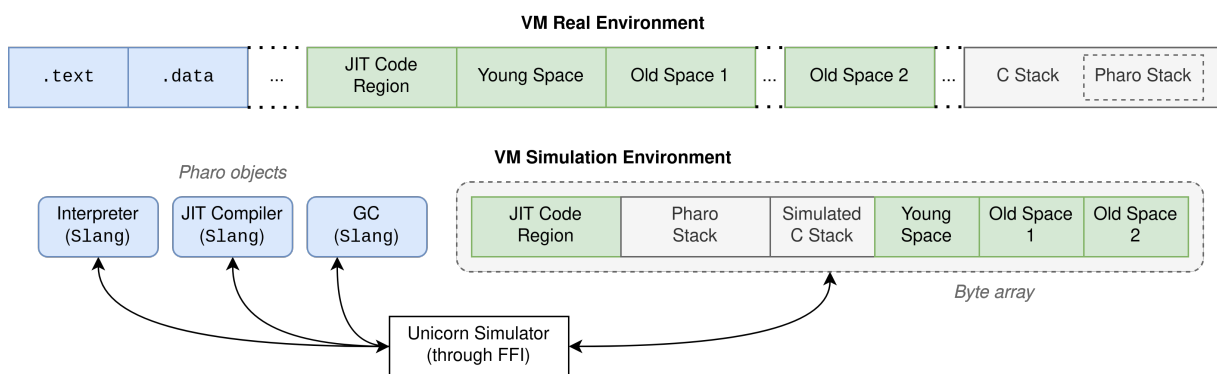 VM Real Environment
.text
.data
...
JIT Code
Region
Young Space
Old Space 1
...
Old Space 2
...
C Stack
Pharo Stack
VM Simulation Environment
Pharo objects
Interpreter
(Slang)
JIT Compiler
(Slang)
GC
(Slang)
JIT Code
Region
Pharo
Stack
Simulated
C Stack
Young
Space
Old Space
1
Old Space
2
Byte array
Unicorn Simulator
(through FFI)